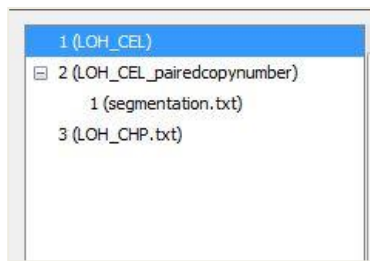 1 (LOH_CEL)
2 (LOH_CEL_pairedcopynumber)
1 (segmentation.txt)
3 (LOH_CHP.txt)